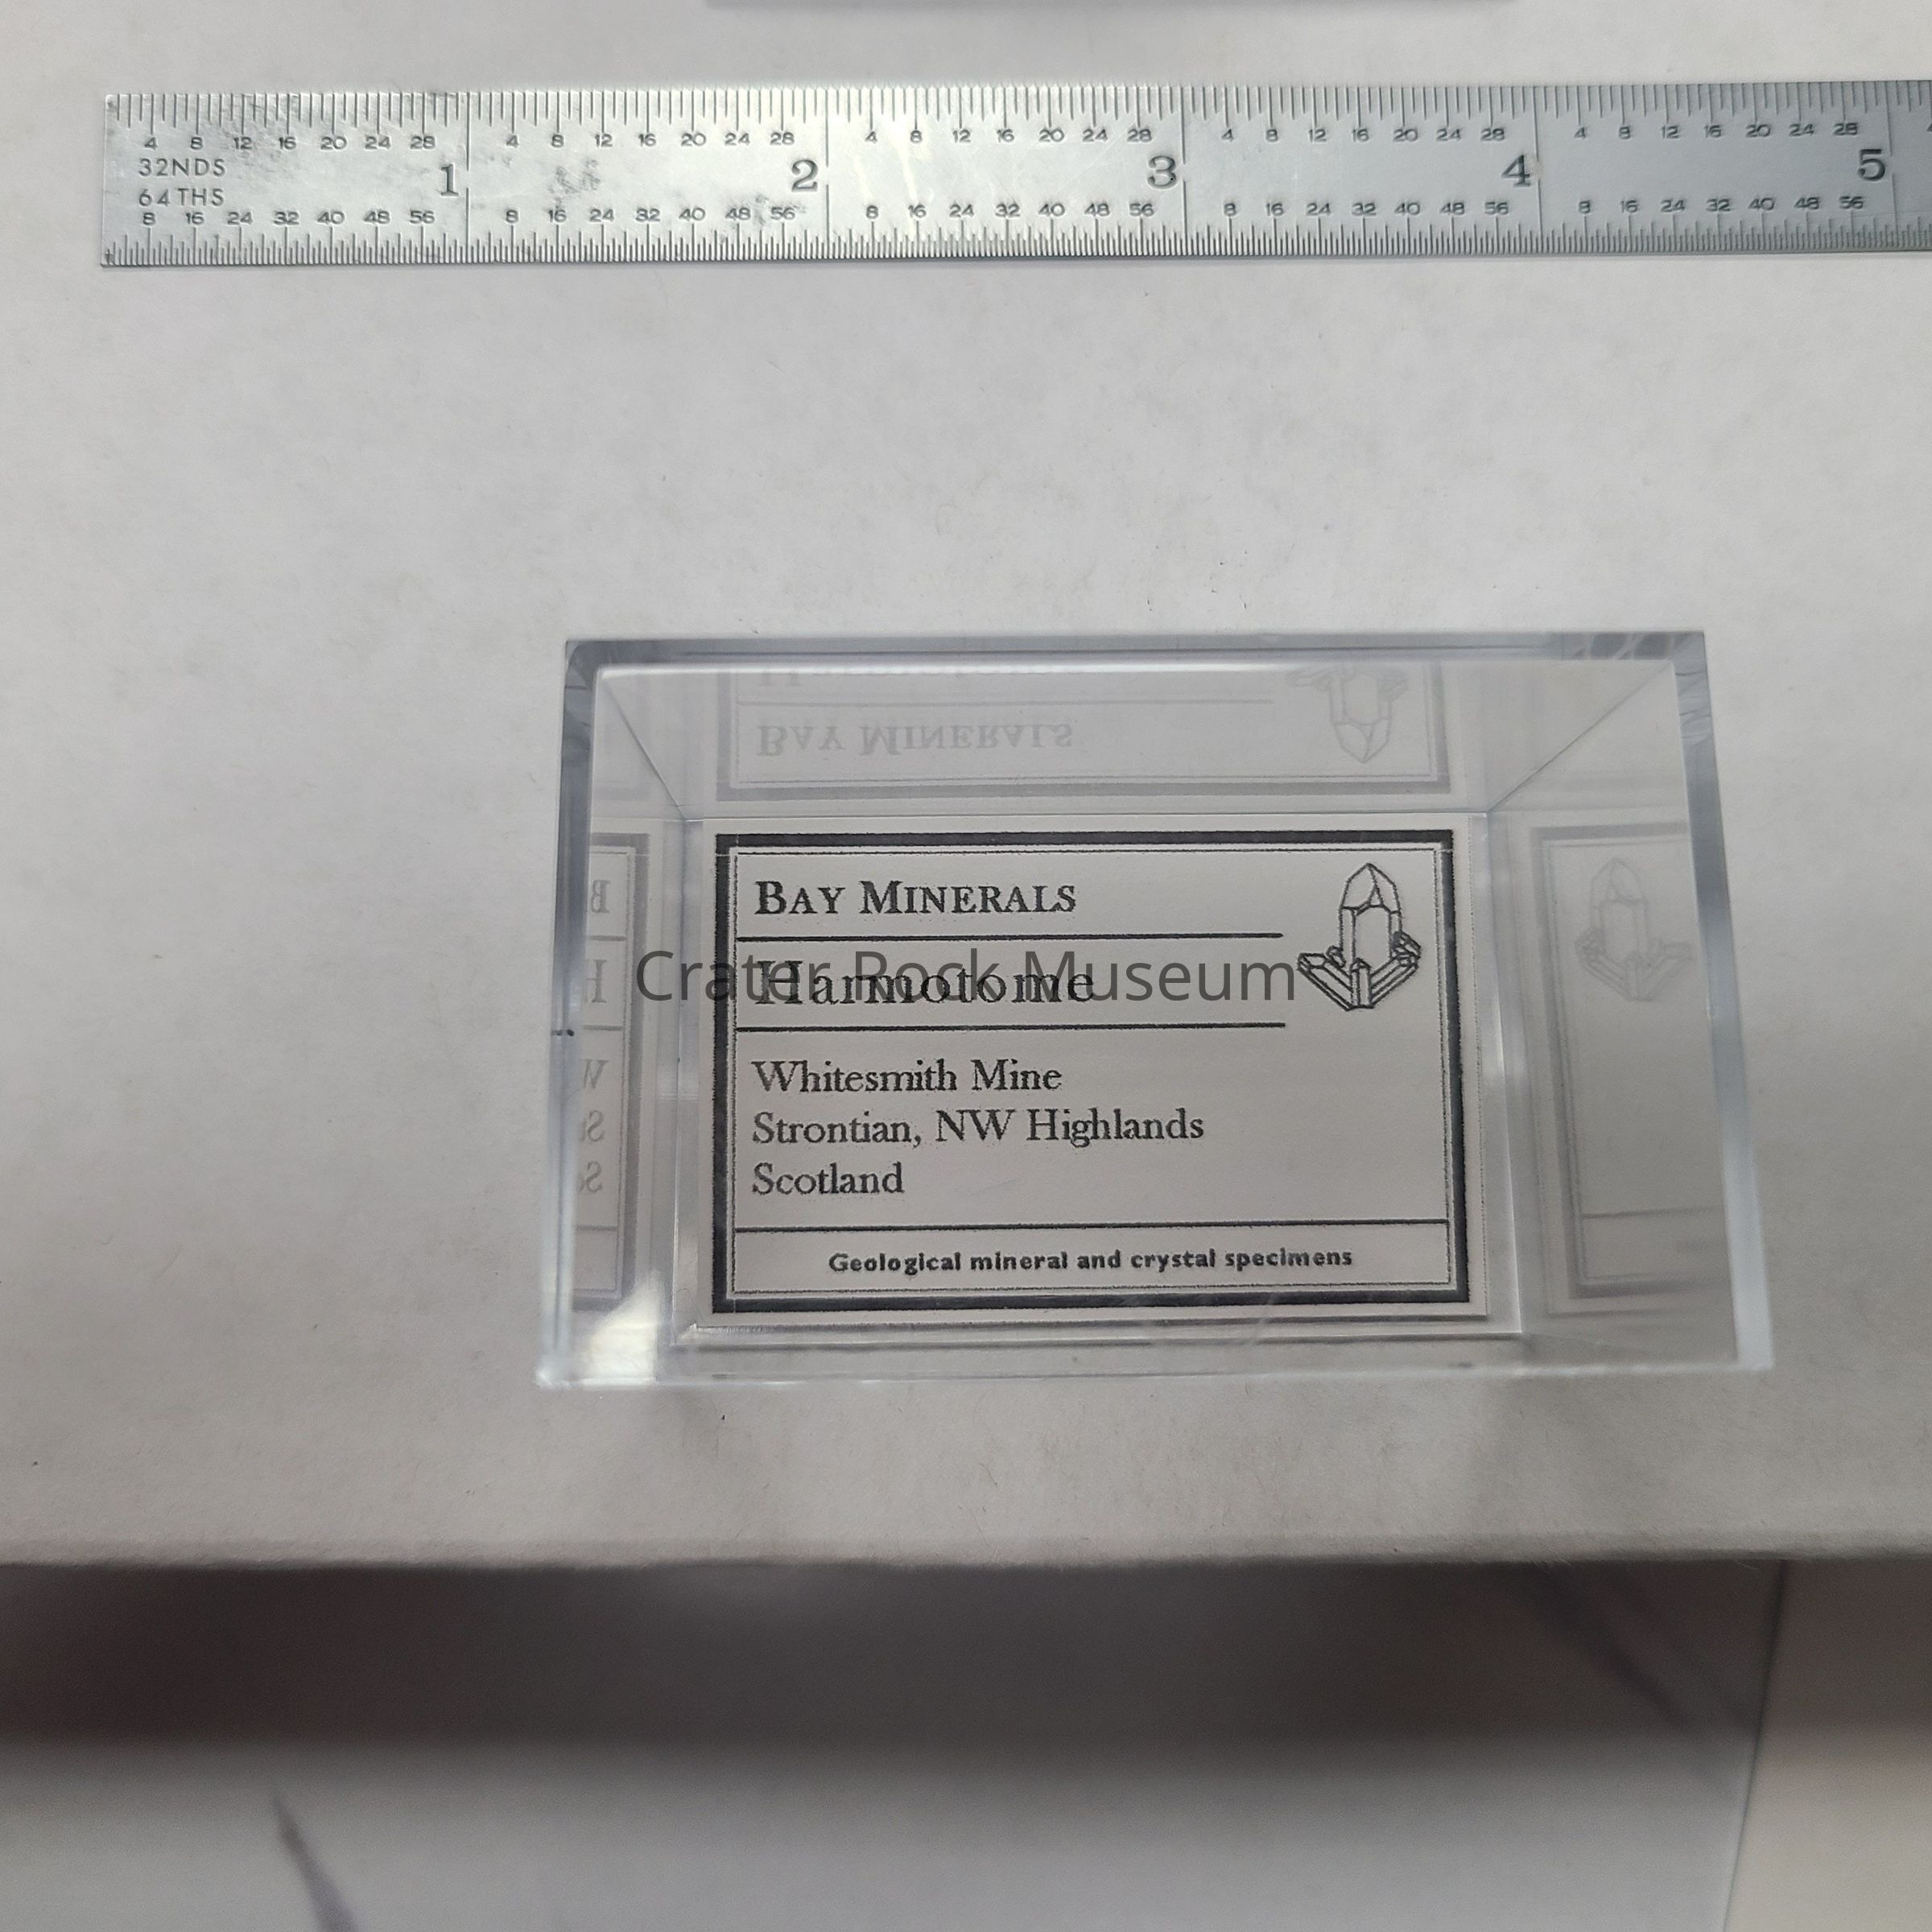 4 8 12 16 20 24 28 4 8 12 16 20 24 28 4 8 12 16 20 24 28 4 8 12 16 20 24 28 4 8 12 16 20 24 28
32NDS
1 2 3 4 5
64THS
8 16 24 32 40 48 56 8 16 24 32 40 48 56 8 16 24 32 40 48 56 8 16 24 32 40 48 56 8 16 24 32 40 48 56
BAY MINERALS
Harmotome
Crater Rock Museum
Whitesmith Mine
Strontian, NW Highlands
Scotland
Geological mineral and crystal specimens